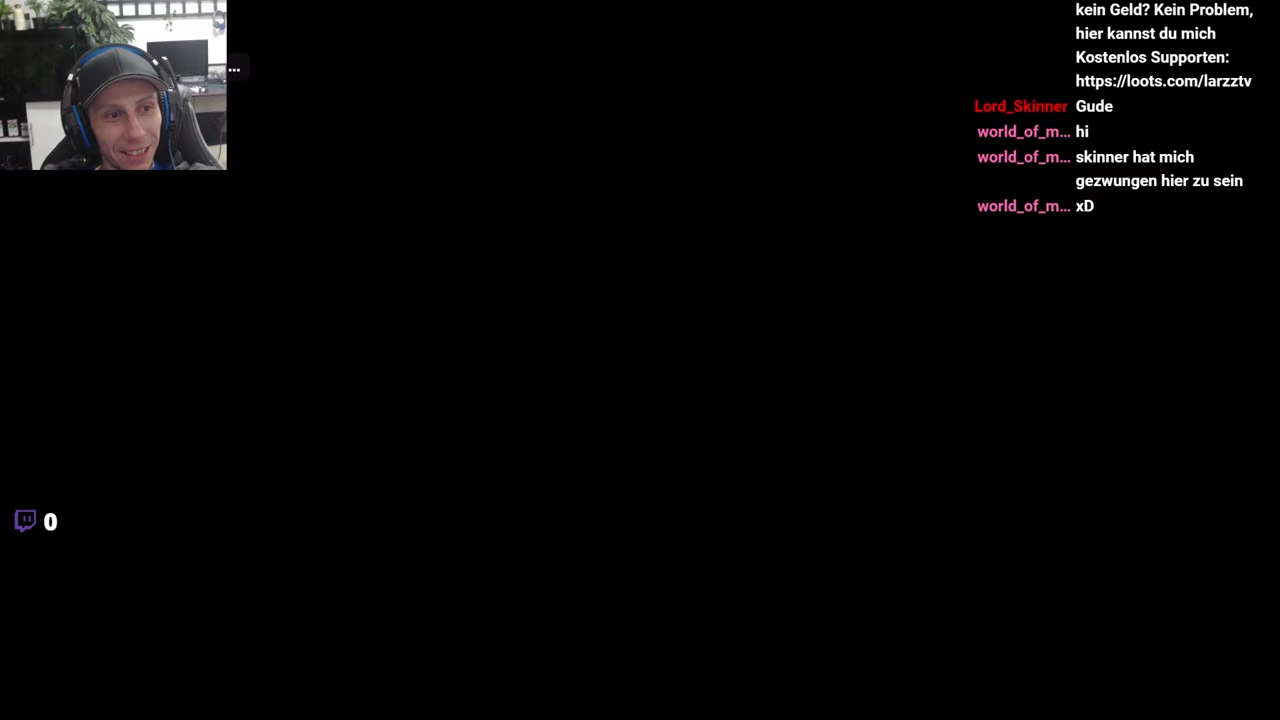 kein Geld? Kein Problem,
hier kannst du mich
Kostenlos Supporten:
https://loots.com/larzztv
Lord_Skinner Gude
world_of_m... hi
world_of_m... skinner hat mich
gezwungen hier zu sein
world_of_m... xD
...
0